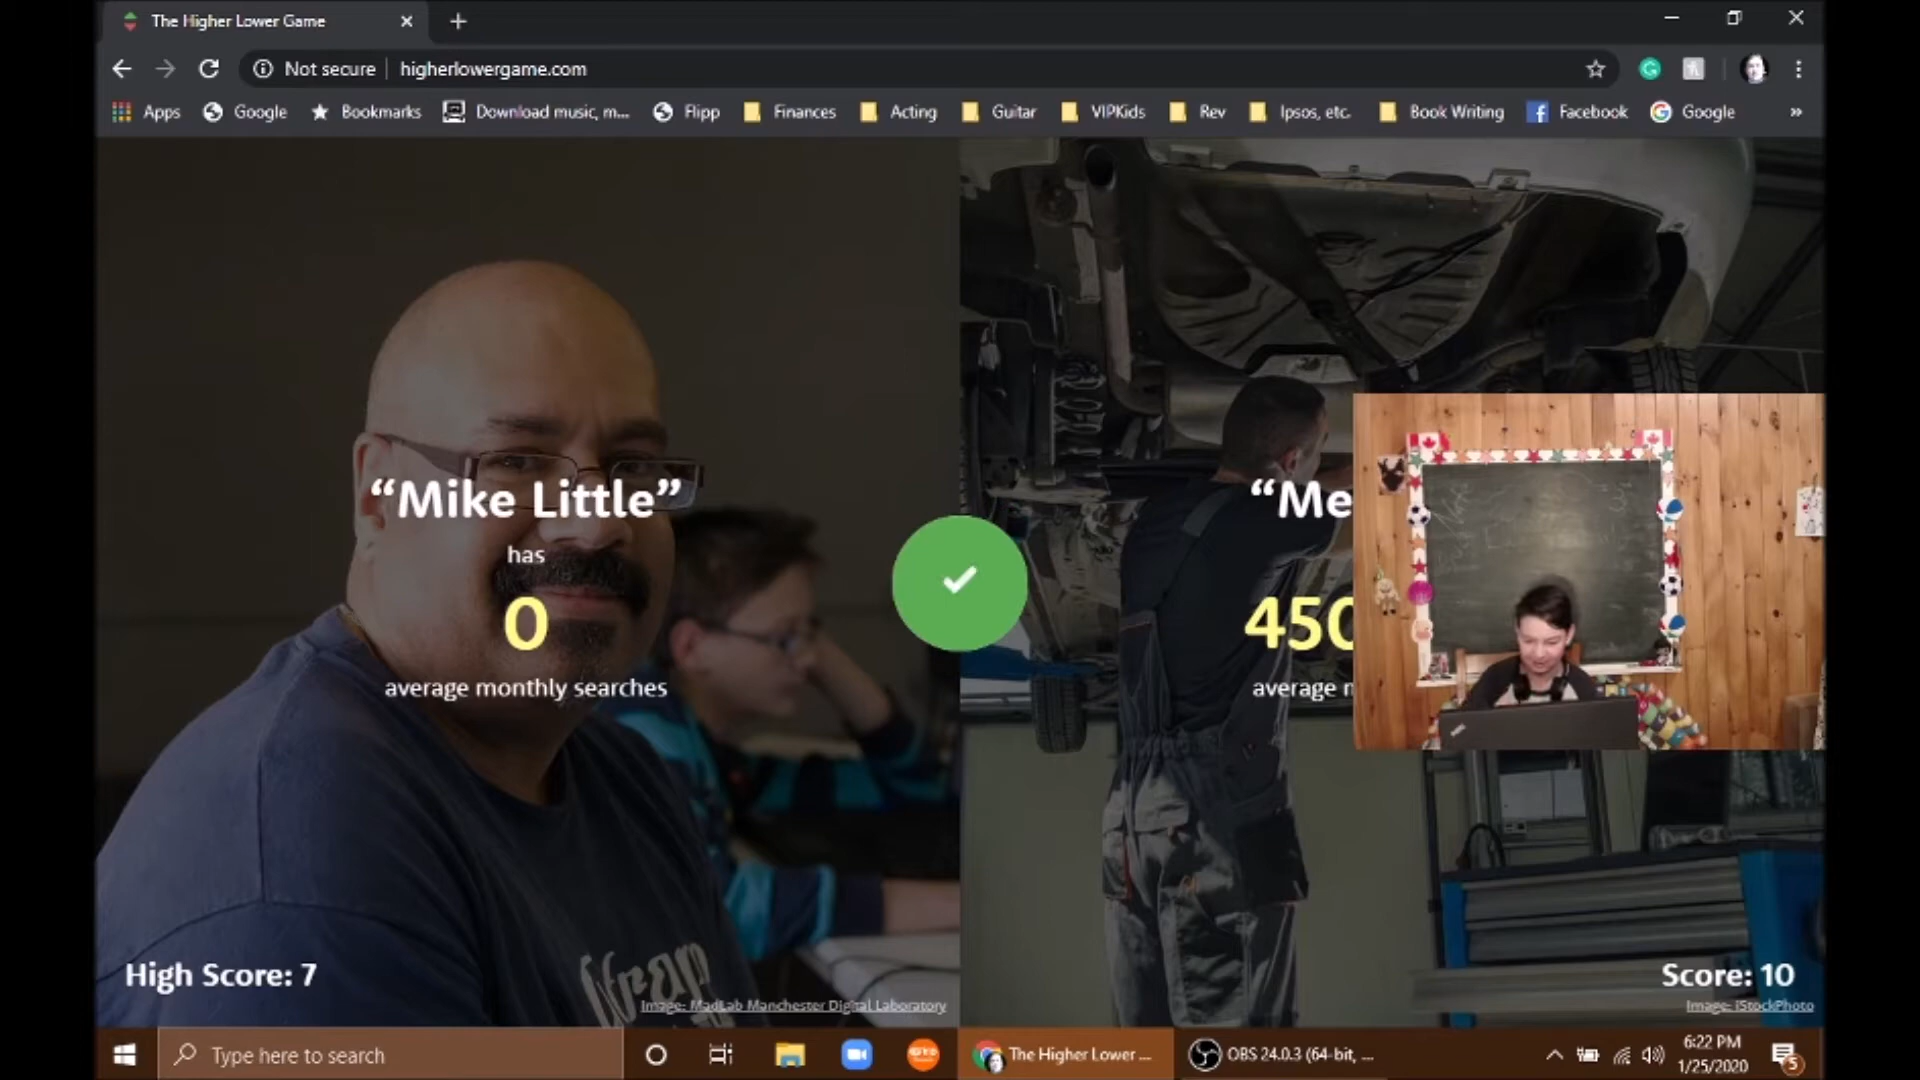 The Higher Lower Game
Not secure
higherlowergame.com
Apps
Google
Bookmarks
Download music, m...
Flipp
Finances
Acting
Guitar
VIPKids
Rev
Ipsos, etc.
Book Writing
Facebook
Google
»
“Mike Little”
has
0
average monthly searches
“Me
450
average m
High Score: 7
Image: MadLab Manchester Digital Laboratory
Score: 10
Image: iStockPhoto
Type here to search
The Higher Lower ...
OBS 24.0.3 (64-bit, ...
6:22 PM
1/25/2020
5